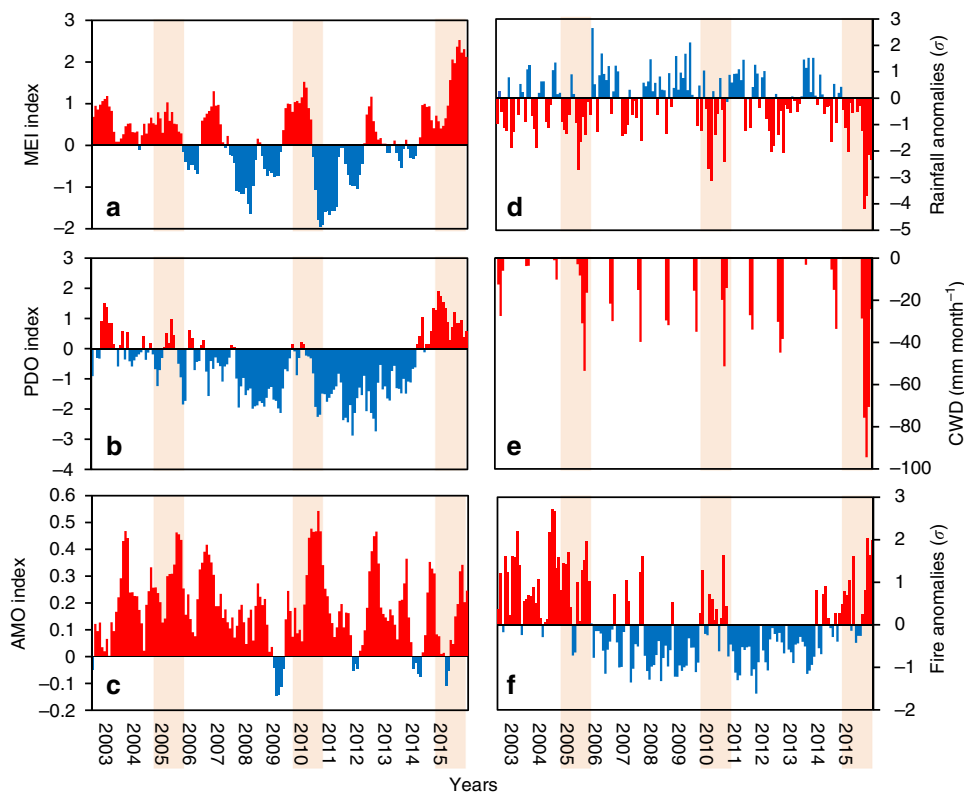 3
2
1
0
−1
−2
MEI index
a
3
2
1
0
−1
−2
−3
−4
−5
Rainfall anomalies (σ)
d
3
2
1
0
−1
−2
−3
−4
PDO index
b
0
−20
−40
−60
−80
−100
CWD (mm month⁻¹)
e
0.6
0.5
0.4
0.3
0.2
0.1
0
−0.1
−0.2
AMO index
c
3
2
1
0
−1
−2
Fire anomalies (σ)
f
2003 2004 2005 2006 2007 2008 2009 2010 2011 2012 2013 2014 2015
2003 2004 2005 2006 2007 2008 2009 2010 2011 2012 2013 2014 2015
Years